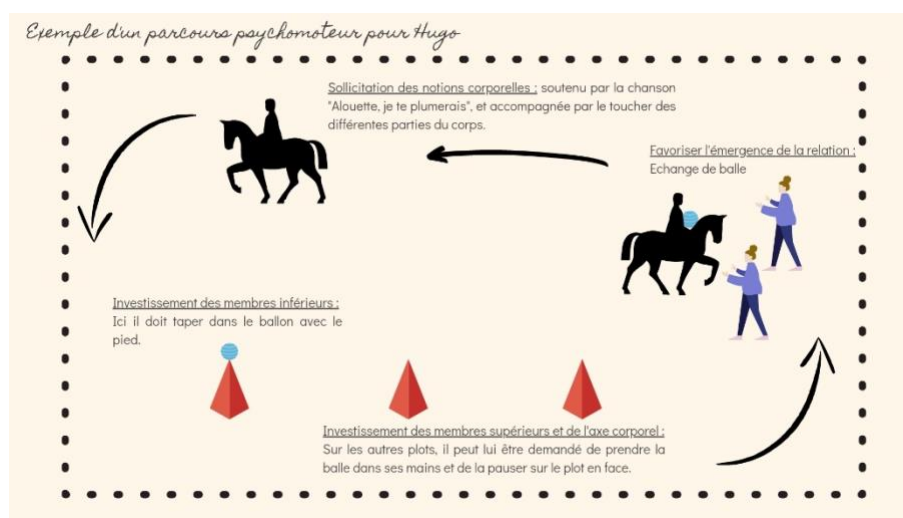 Exemple d'un parcours psychomoteur pour Hugo
Sollicitation des notions corporelles : soutenu par la chanson
"Alouette, je te plumerais", et accompagnée par le toucher des
différentes parties du corps.
Favoriser l'émergence de la relation :
Echange de balle
Investissement des membres inférieurs :
Ici il doit taper dans le ballon avec le
pied.
Investissement des membres supérieurs et de l'axe corporel :
Sur les autres plots, il peut lui être demandé de prendre la
balle dans ses mains et de la pauser sur le plot en face.